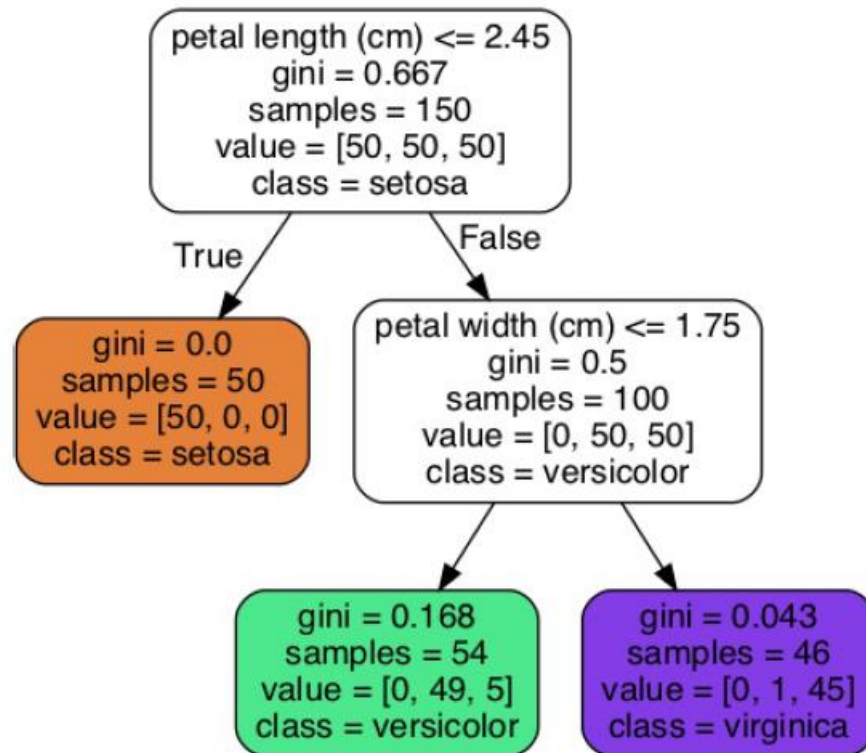 petal length (cm) <= 2.45
gini = 0.667
samples = 150
value = [50, 50, 50]
class = setosa
True
False
gini = 0.0
samples = 50
value = [50, 0, 0]
class = setosa
petal width (cm) <= 1.75
gini = 0.5
samples = 100
value = [0, 50, 50]
class = versicolor
gini = 0.168
samples = 54
value = [0, 49, 5]
class = versicolor
gini = 0.043
samples = 46
value = [0, 1, 45]
class = virginica